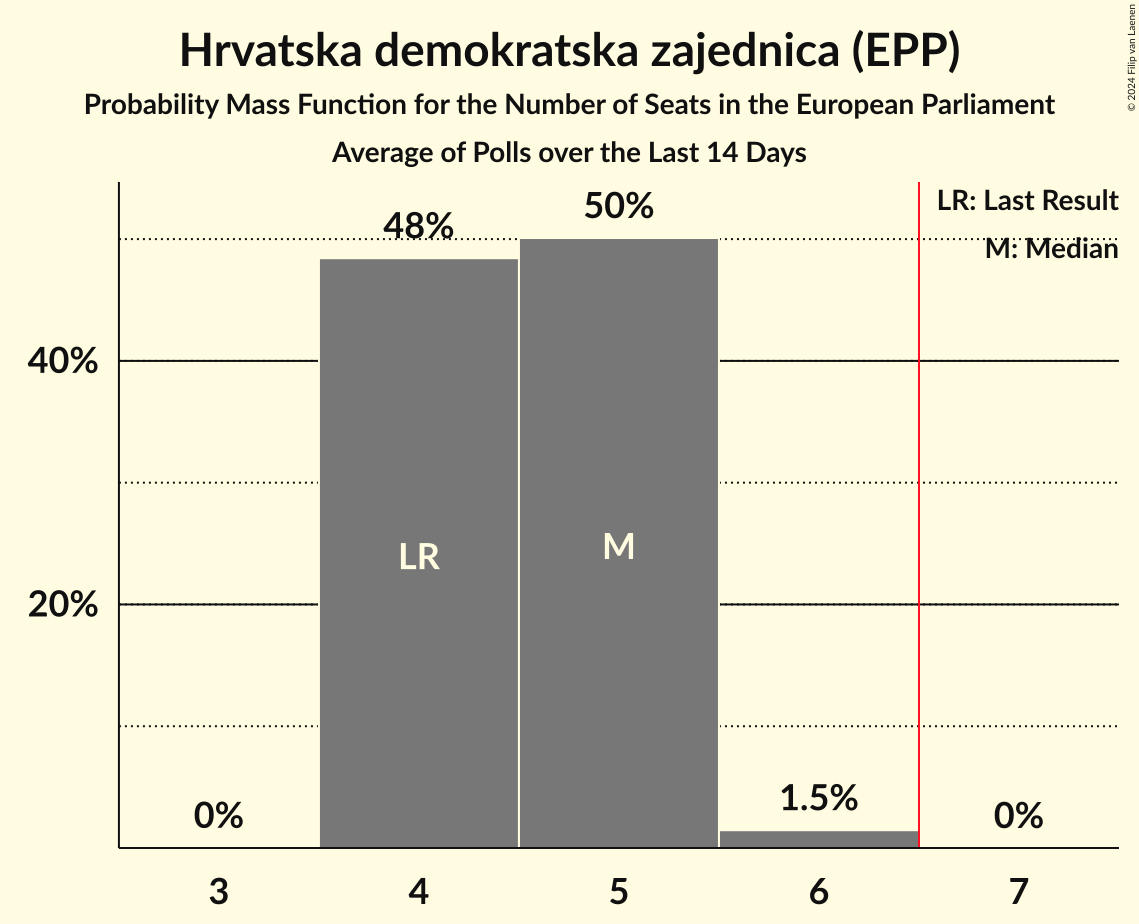 Hrvatska demokratska zajednica (EPP)
Probability Mass Function for the Number of Seats in the European Parliament
Average of Polls over the Last 14 Days
© 2024 Filip van Laenen
LR: Last Result
M: Median
50%
48%
40%
LR
M
20%
1.5%
0%
0%
3 4 5 6 7